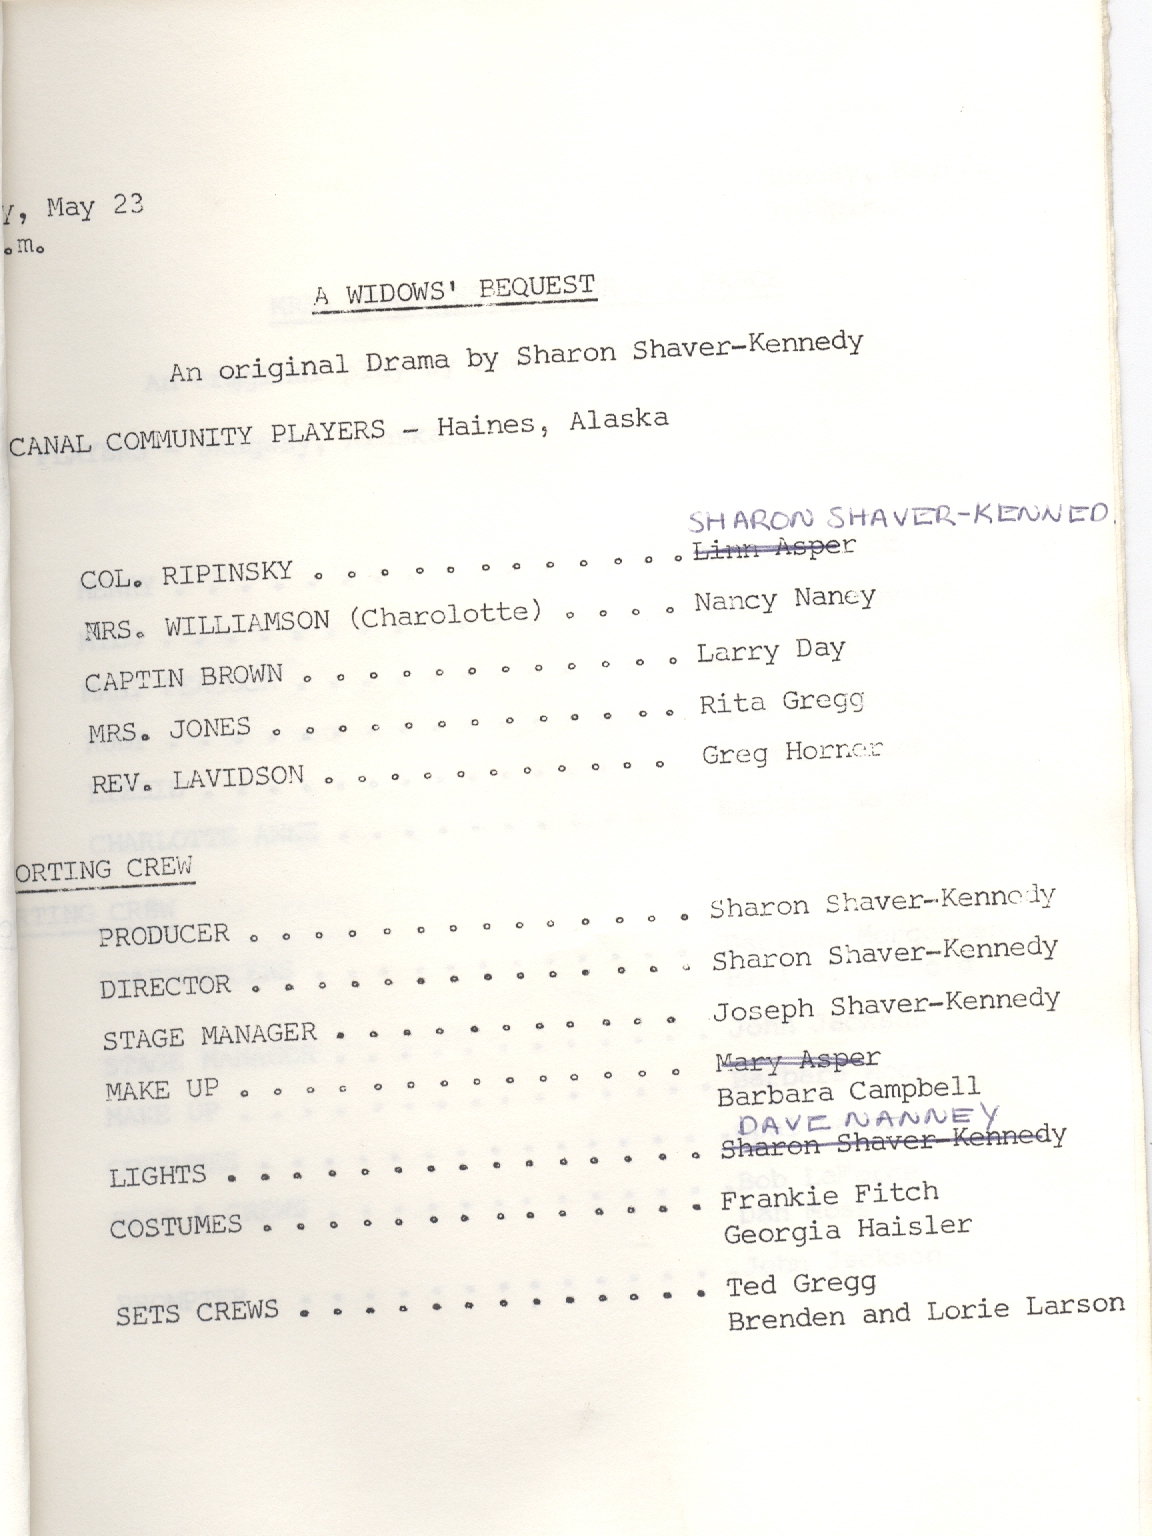 y, May 23
.m.
A WIDOWS' BEQUEST
An original Drama by Sharon Shaver-Kennedy
CANAL COMMUNITY PLAYERS - Haines, Alaska
SHARON SHAVER-KENNED
COL. RIPINSKY . . . . . . . . . . . . Linn Asper
MRS. WILLIAMSON (Charolotte) . . . . Nancy Naney
CAPTIN BROWN . . . . . . . . . . . . Larry Day
MRS. JONES . . . . . . . . . . . . . Rita Gregg
REV. LAVIDSON . . . . . . . . . . . Greg Horner
ORTING CREW
PRODUCER . . . . . . . . . . . . . . Sharon Shaver-Kennedy
DIRECTOR . . . . . . . . . . . . . . Sharon Shaver-Kennedy
STAGE MANAGER . . . . . . . . . . . Joseph Shaver-Kennedy
MAKE UP . . . . . . . . . . . . . . Mary Asper
Barbara Campbell
DAVE NANNEY
LIGHTS . . . . . . . . . . . . . . . Sharon Shaver-Kennedy
COSTUMES . . . . . . . . . . . . . . Frankie Fitch
Georgia Haisler
SETS CREWS . . . . . . . . . . . . . Ted Gregg
Brenden and Lorie Larson